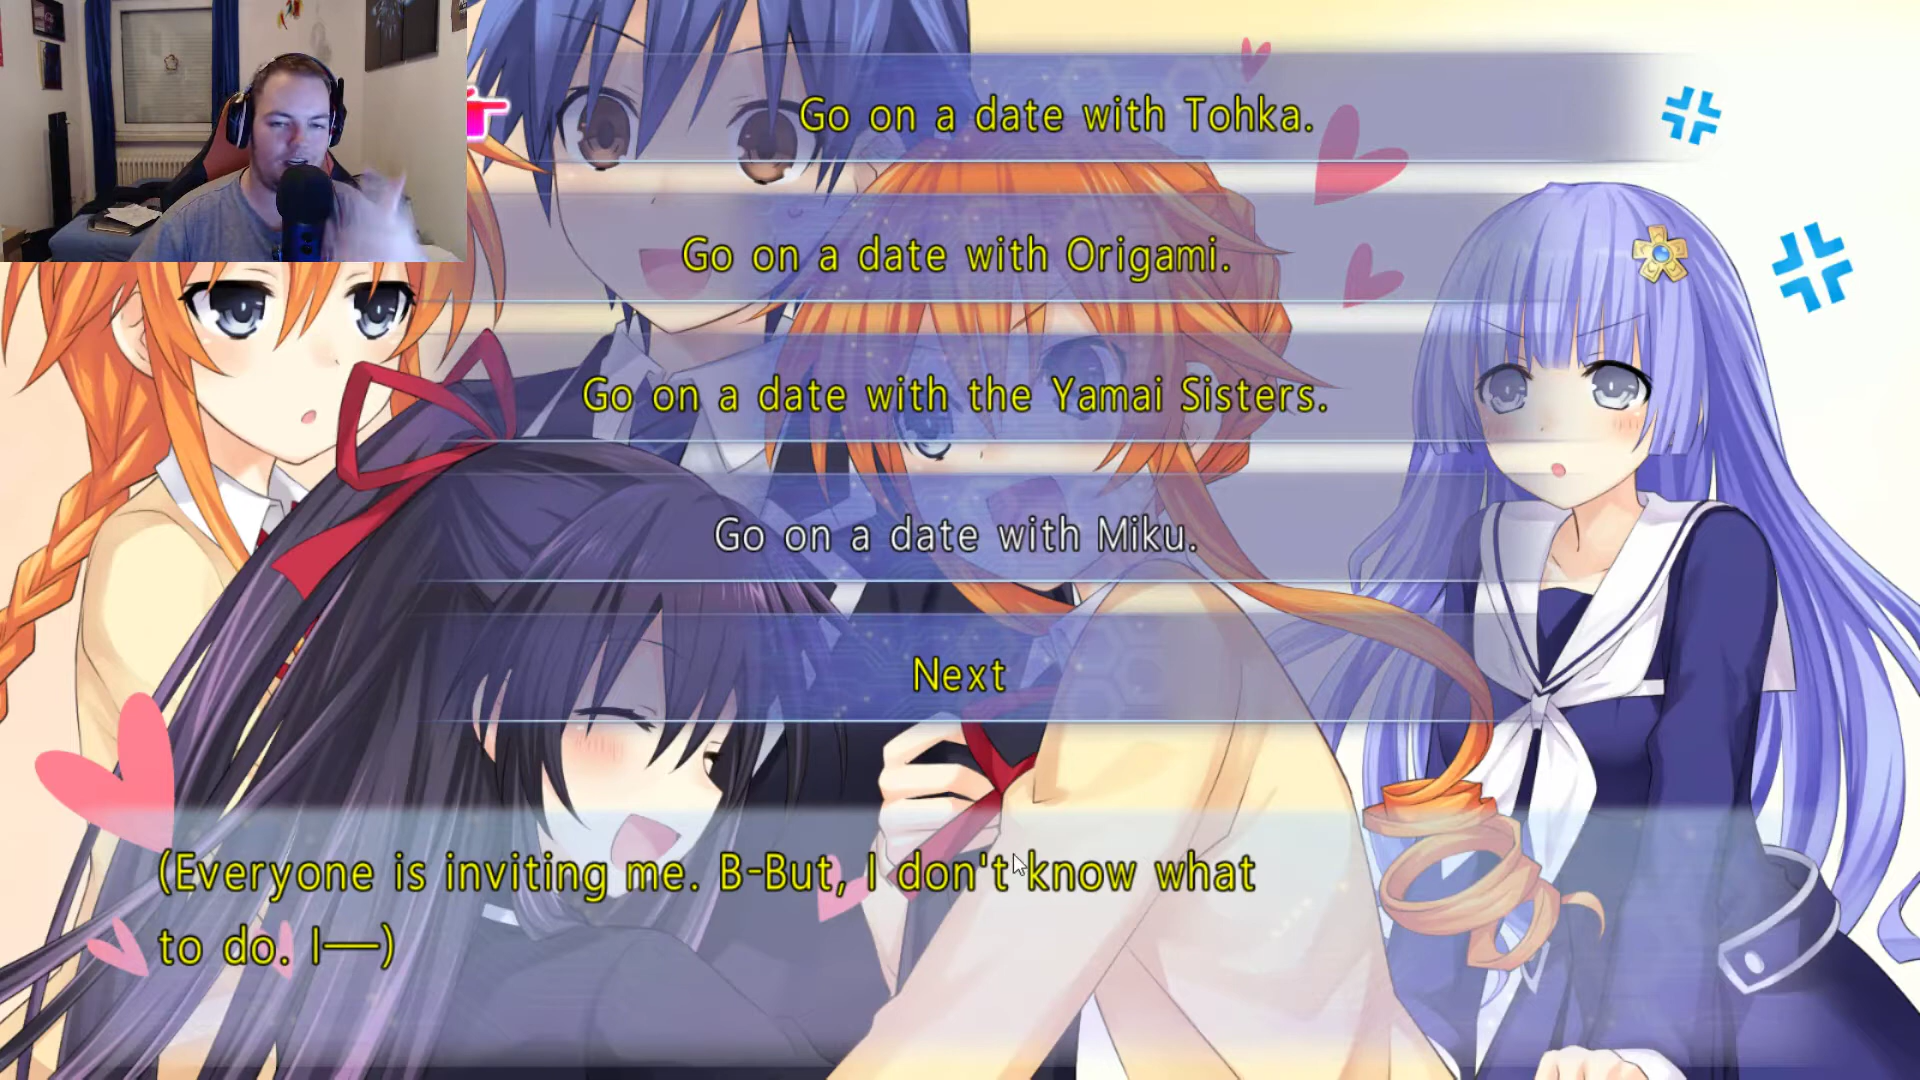 Go on a date with Tohka.
Go on a date with Origami.
Go on a date with the Yamai Sisters.
Go on a date with Miku.
Next
(Everyone is inviting me. B-But, I don't know what
to do. I──)